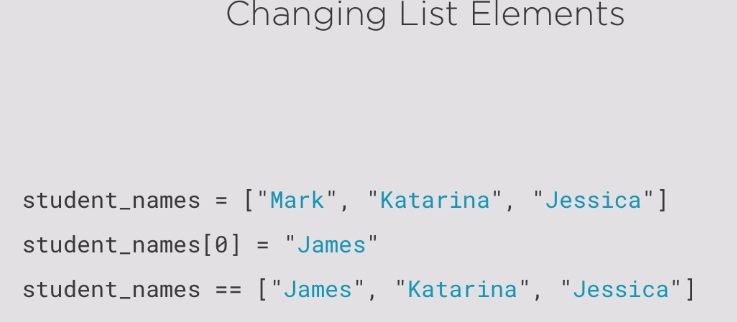 Changing List Elements
student_names = ["Mark", "Katarina", "Jessica"]
student_names[0] = "James"
student_names == ["James", "Katarina", "Jessica"]